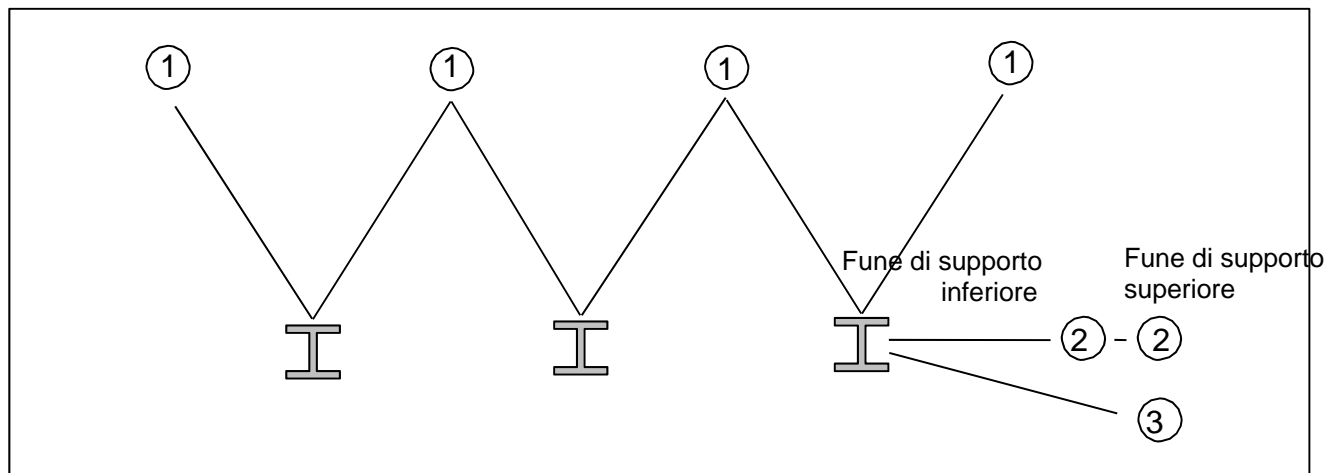 1 1 1 1
Fune di supporto inferiore
Fune di supporto superiore
2 - 2
3